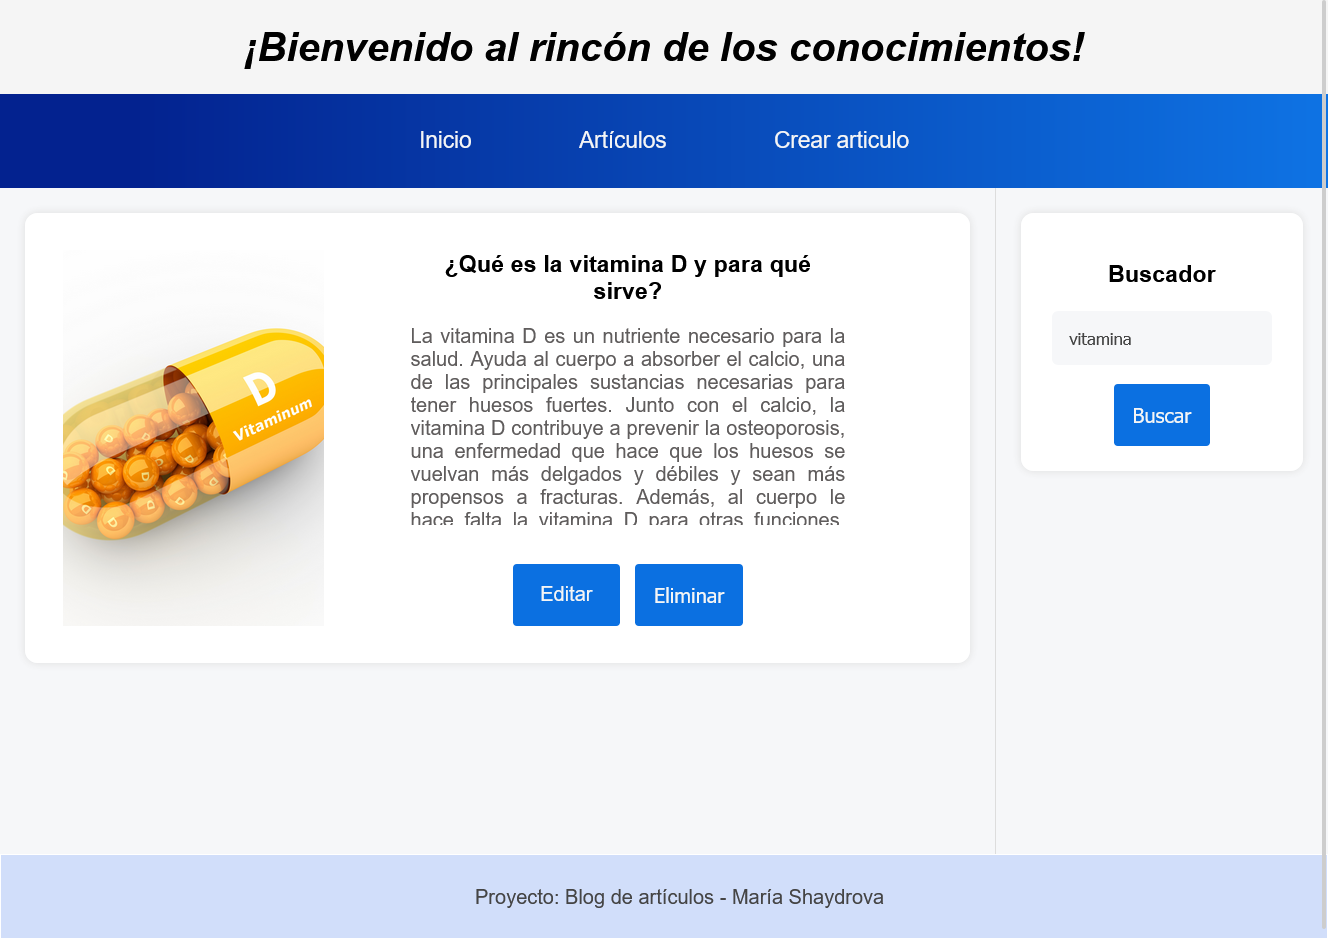 ¡Bienvenido al rincón de los conocimientos!
Inicio
Artículos
Crear articulo
D
Vitaminum
¿Qué es la vitamina D y para qué
sirve?
La vitamina D es un nutriente necesario para la
salud. Ayuda al cuerpo a absorber el calcio, una
de las principales sustancias necesarias para
tener huesos fuertes. Junto con el calcio, la
vitamina D contribuye a prevenir la osteoporosis,
una enfermedad que hace que los huesos se
vuelvan más delgados y débiles y sean más
propensos a fracturas. Además, al cuerpo le
hace falta la vitamina D para otras funciones.
Editar
Eliminar
Buscador
vitamina
Buscar
Proyecto: Blog de artículos - María Shaydrova